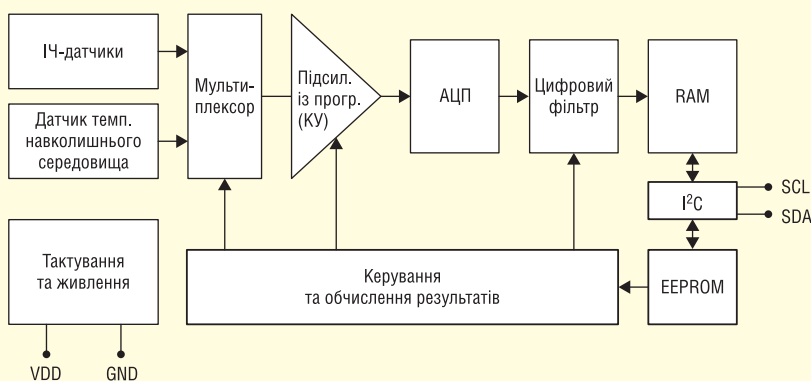 ІЧ-датчики
Датчик темп.
навколишнього
середовища
Мульти-
плексор
Підсил.
із прогр.
(КУ)
АЦП
Цифровий
фільтр
RAM
I²C
SCL
SDA
Тактування
та живлення
VDD
GND
Керування
та обчислення результатів
EEPROM